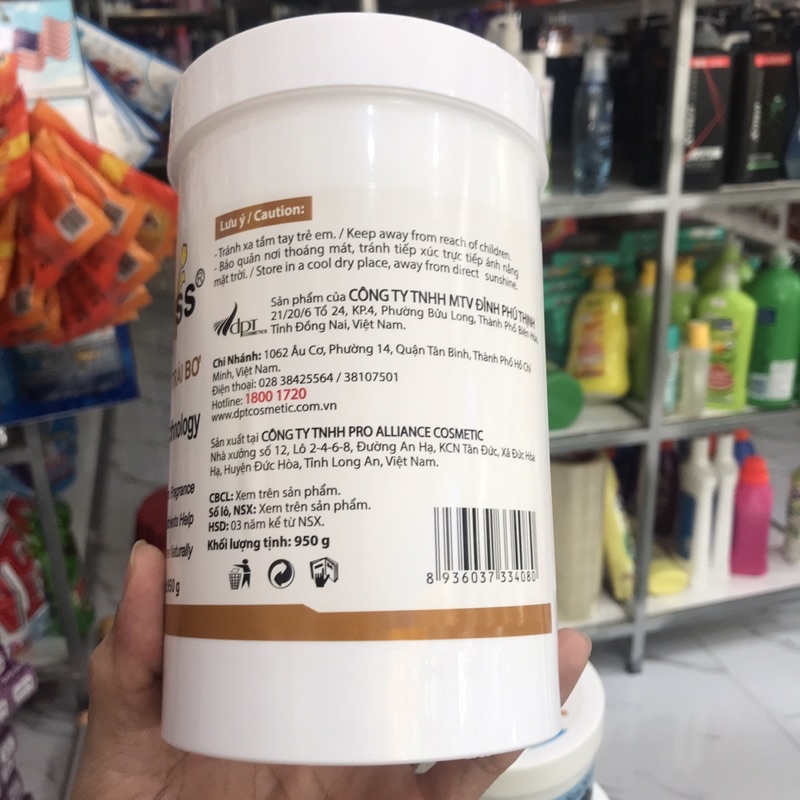 Lưu ý / Caution:
- Tránh xa tầm tay trẻ em. / Keep away from reach of children.
- Bảo quản nơi thoáng mát, tránh tiếp xúc trực tiếp ánh nắng
mặt trời. / Store in a cool dry place, away from direct sunshine.
dpt
COSMETICS
Sản phẩm của CÔNG TY TNHH MTV ĐỈNH PHÚ THỊNH
21/20/6 Tổ 24, KP.4, Phường Bửu Long, Thành Phố Biên Hòa,
Tỉnh Đồng Nai, Việt Nam.
Chi Nhánh: 1062 Âu Cơ, Phường 14, Quận Tân Bình, Thành Phố Hồ Chí
Minh, Việt Nam.
Điện thoại: 028 38425564 / 38107501
Hotline: 1800 1720
www.dptcosmetic.com.vn
Sản xuất tại CÔNG TY TNHH PRO ALLIANCE COSMETIC
Nhà xưởng số 12, Lô 2-4-6-8, Đường An Hạ, KCN Tân Đức, Xã Đức Hòa
Hạ, Huyện Đức Hòa, Tỉnh Long An, Việt Nam.
CBCL: Xem trên sản phẩm.
Số lô, NSX: Xem trên sản phẩm.
HSD: 03 năm kể từ NSX.
Khối lượng tịnh: 950 g
8 936037 334080
SS®
BƠ
Help
Naturally
950 g